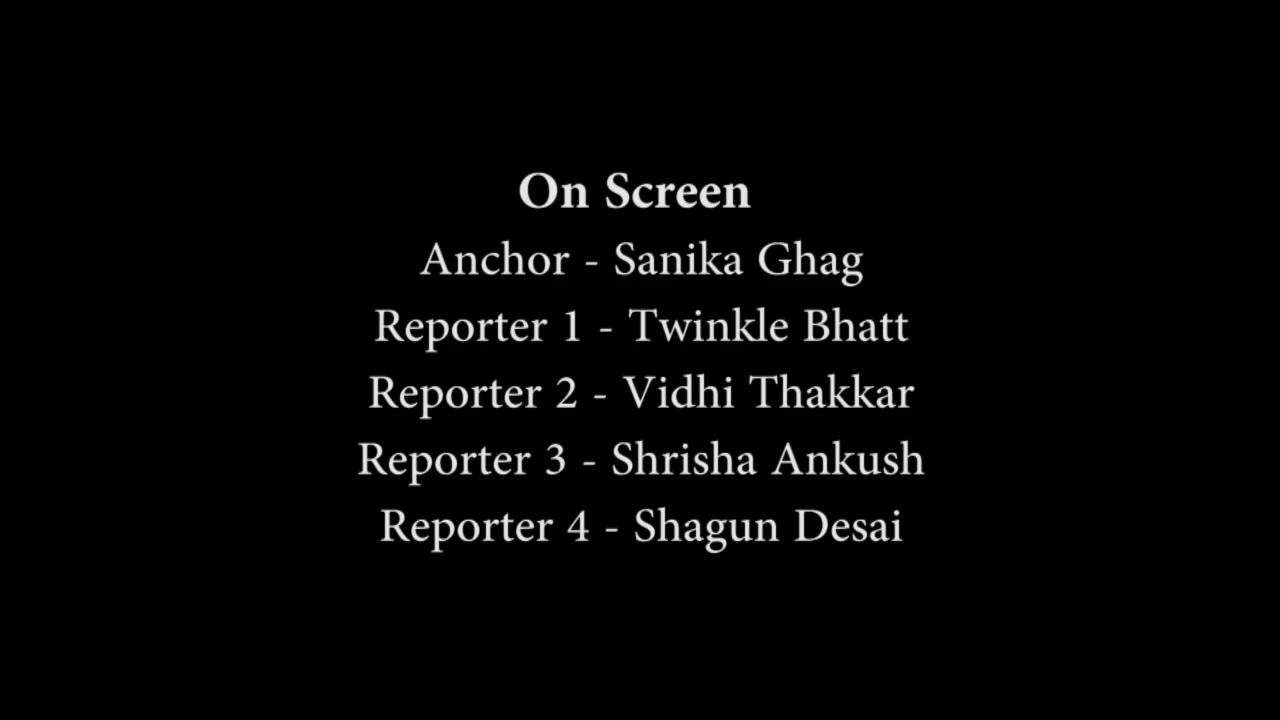 On Screen
Anchor - Sanika Ghag
Reporter 1 - Twinkle Bhatt
Reporter 2 - Vidhi Thakkar
Reporter 3 - Shrisha Ankush
Reporter 4 - Shagun Desai